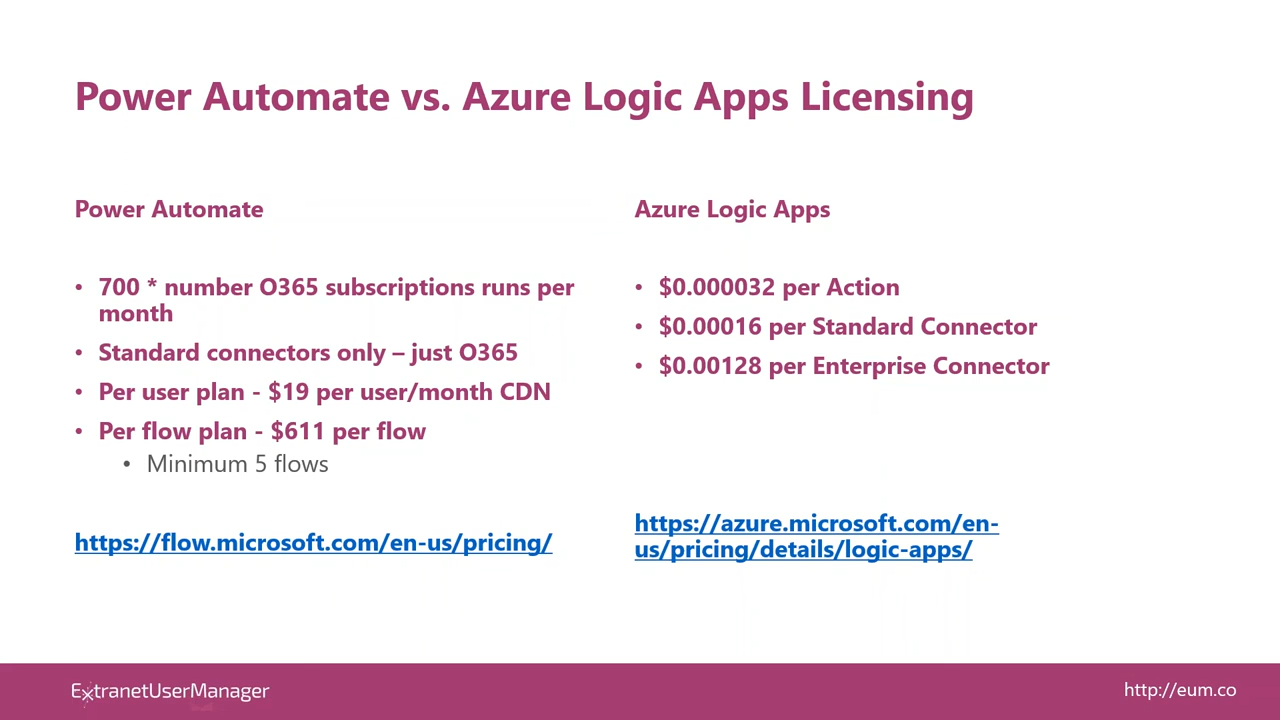 Power Automate vs. Azure Logic Apps Licensing
Power Automate
• 700 * number O365 subscriptions runs per
month
• Standard connectors only – just O365
• Per user plan - $19 per user/month CDN
• Per flow plan - $611 per flow
• Minimum 5 flows
https://flow.microsoft.com/en-us/pricing/
Azure Logic Apps
• $0.000032 per Action
• $0.00016 per Standard Connector
• $0.00128 per Enterprise Connector
https://azure.microsoft.com/en-
us/pricing/details/logic-apps/
ExtranetUserManager
http://eum.co